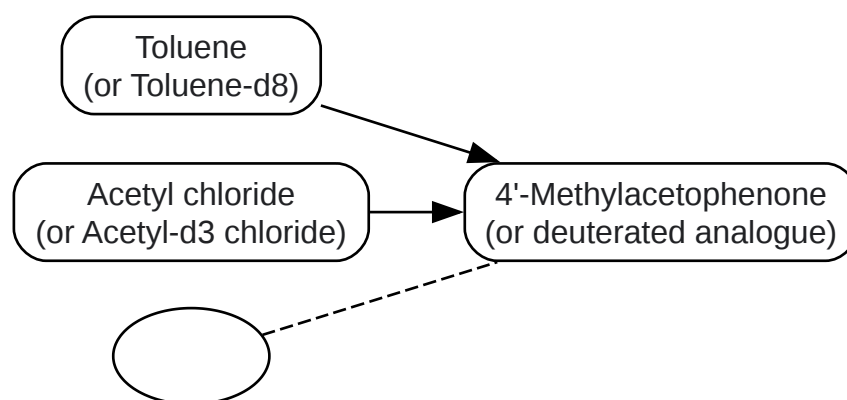 Toluene
(or Toluene-d8)
Acetyl chloride
(or Acetyl-d3 chloride)
4'-Methylacetophenone
(or deuterated analogue)